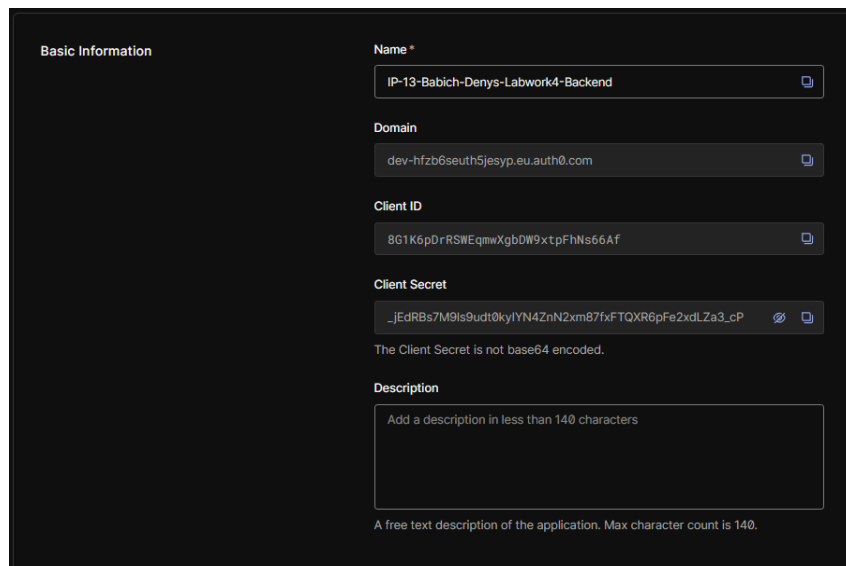 Basic Information
Name *
IP-13-Babich-Denys-Labwork4-Backend
Domain
dev-hfzb6seuth5jesyp.eu.auth0.com
Client ID
8G1K6pDrRSWEqmwXgbDW9xtpFhNs66Af
Client Secret
_jEdRBs7M9ls9udt0kyIYN4ZnN2xm87fxFTQXR6pFe2xdLZa3_cP
The Client Secret is not base64 encoded.
Description
Add a description in less than 140 characters
A free text description of the application. Max character count is 140.